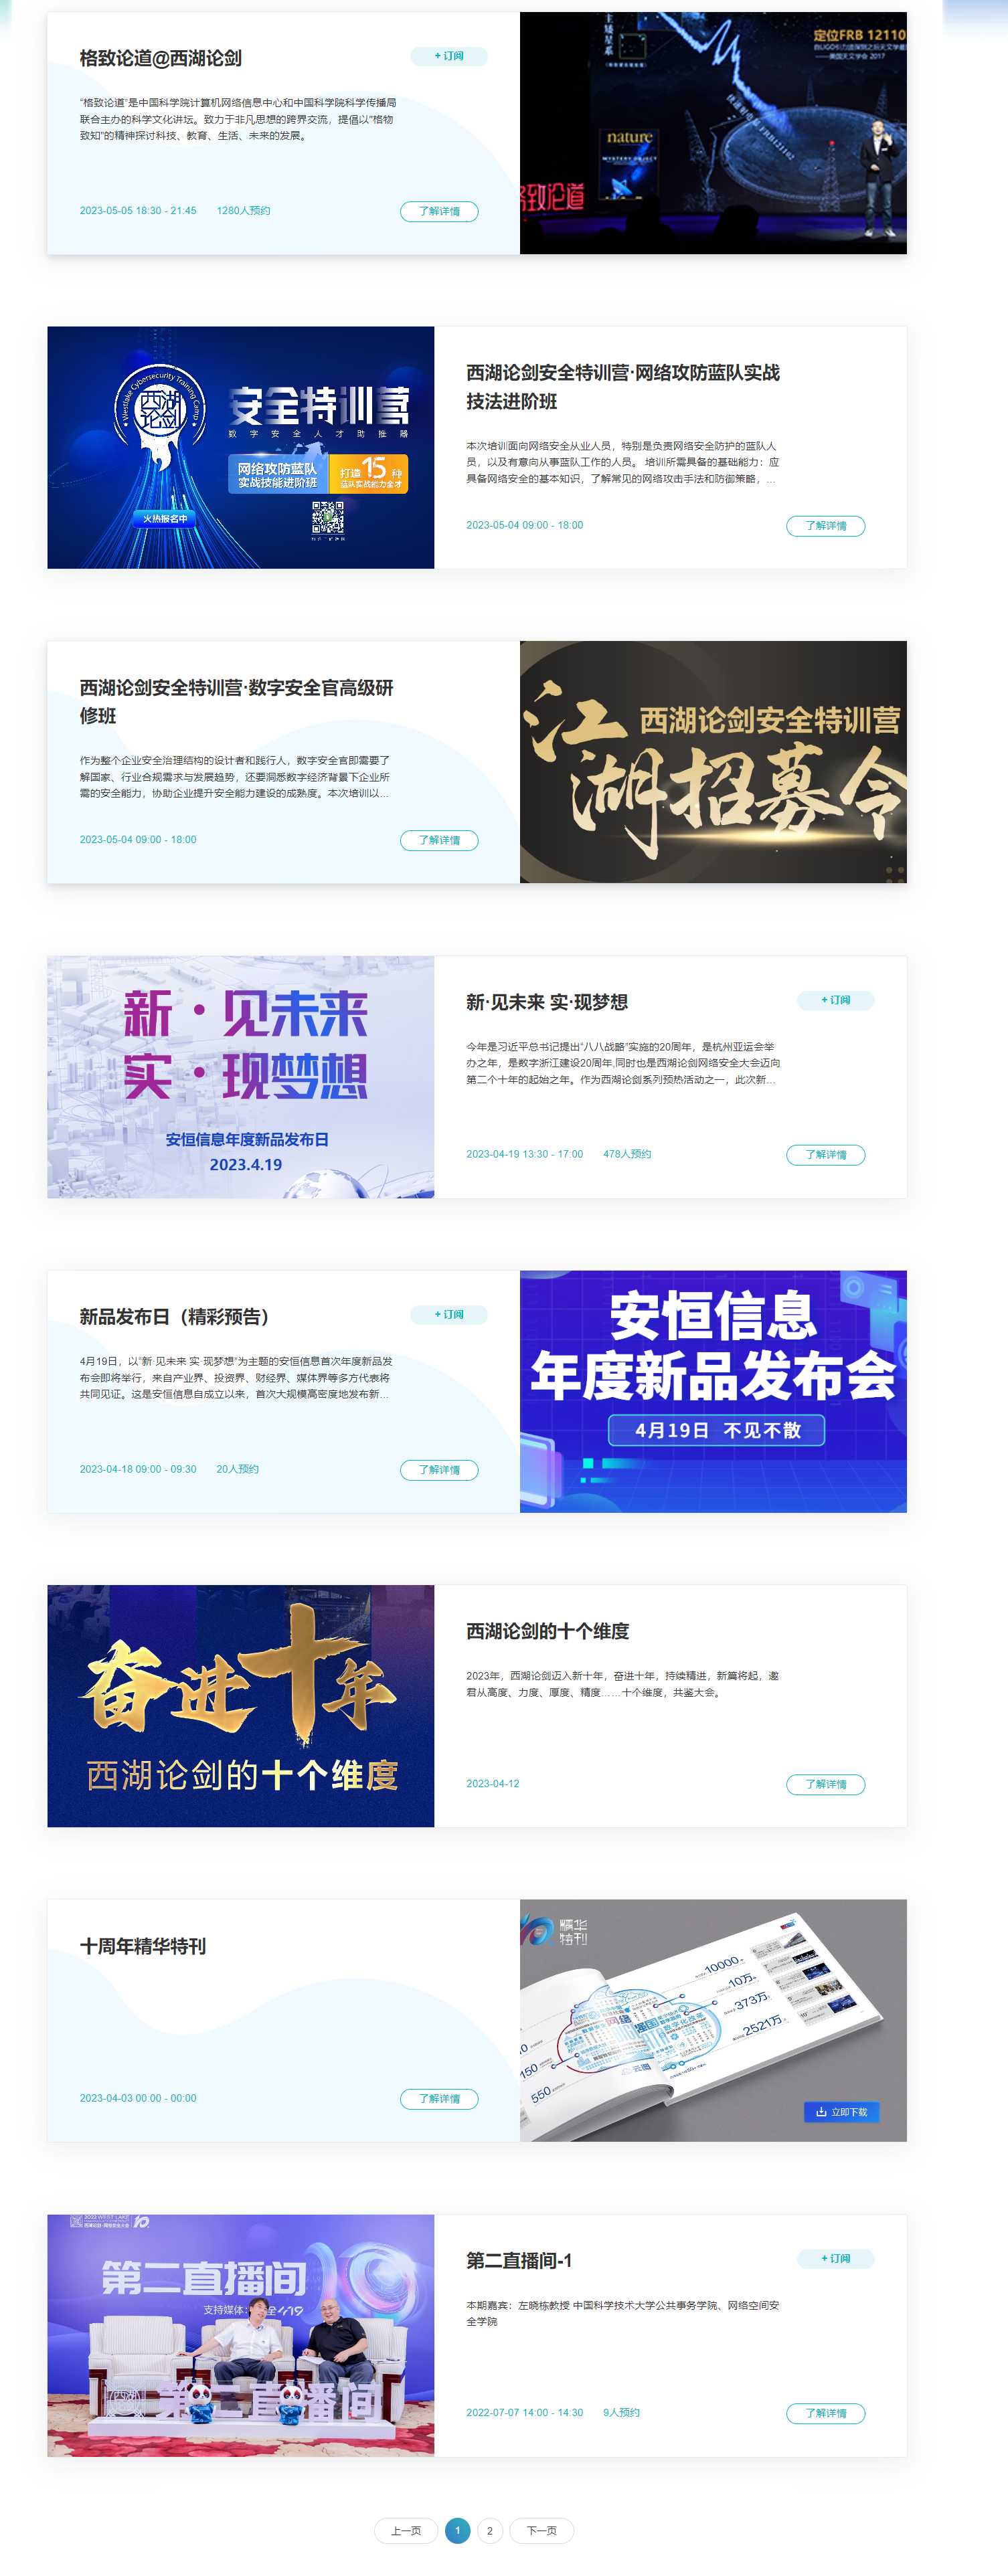 格致论道@西湖论剑
+ 订阅
“格致论道”是中国科学院计算机网络信息中心和中国科学院科学传播局
联合主办的科学文化讲坛。致力于非凡思想的跨界交流，提倡以“格物
致知”的精神探讨科技、教育、生活、未来的发展。
2023-05-05 18:30 - 21:45 1280人预约
了解详情
主矮星系
定位FRB 12110
——美国天文学会 2017
快速射电暴 FRB121102
nature
MYSTERY OBJECT
格致论道
Westlake Cybersecurity Training Camp
西湖
论剑
安全特训营
数字安全人才助推器
网络攻防蓝队
实战技能进阶班
打造15种
蓝队实战能力全才
火热报名中
西湖论剑安全特训营·网络攻防蓝队实战
技法进阶班
本次培训面向网络安全从业人员，特别是负责网络安全防护的蓝队人
员，以及有意向从事蓝队工作的人员。 培训所需具备的基础能力：应
具备网络安全的基本知识，了解常见的网络攻击手法和防御策略，...
2023-05-04 09:00 - 18:00
了解详情
西湖论剑安全特训营·数字安全官高级研
修班
作为整个企业安全治理结构的设计者和践行人，数字安全官即需要了
解国家、行业合规需求与发展趋势，还要洞悉数字经济背景下企业所
需的安全能力，协助企业提升安全能力建设的成熟度。本次培训以...
2023-05-04 09:00 - 18:00
了解详情
西湖论剑安全特训营
江
湖招募令
新·见未来
实·现梦想
安恒信息年度新品发布日
2023.4.19
新·见未来 实·现梦想
+ 订阅
今年是习近平总书记提出“八八战略”实施的20周年，是杭州亚运会举
办之年，是数字浙江建设20周年,同时也是西湖论剑网络安全大会迈向
第二个十年的起始之年。作为西湖论剑系列预热活动之一，此次新...
2023-04-19 13:30 - 17:00 478人预约
了解详情
新品发布日（精彩预告）
+ 订阅
4月19日，以“新·见未来 实·现梦想”为主题的安恒信息首次年度新品发
布会即将举行，来自产业界、投资界、财经界、媒体界等多方代表将
共同见证。这是安恒信息自成立以来，首次大规模高密度地发布新...
2023-04-18 09:00 - 09:30 20人预约
了解详情
安恒信息
年度新品发布会
4月19日 不见不散
奋进十年
西湖论剑的十个维度
西湖论剑的十个维度
2023年，西湖论剑迈入新十年，奋进十年，持续精进，新篇将起，邀
君从高度、力度、厚度、精度……十个维度，共鉴大会。
2023-04-12
了解详情
十周年精华特刊
2023-04-03 00:00 - 00:00
了解详情
精华
特刊
10000
10万
373万
2521万
150
550
立即下载
2022 WEST LAKE
西湖论剑·网络安全大会
第二直播间
支持媒体:
第二直播间
第二直播间-1
+ 订阅
本期嘉宾：左晓栋教授 中国科学技术大学公共事务学院、网络空间安
全学院
2022-07-07 14:00 - 14:30 9人预约
了解详情
上一页 1 2 下一页